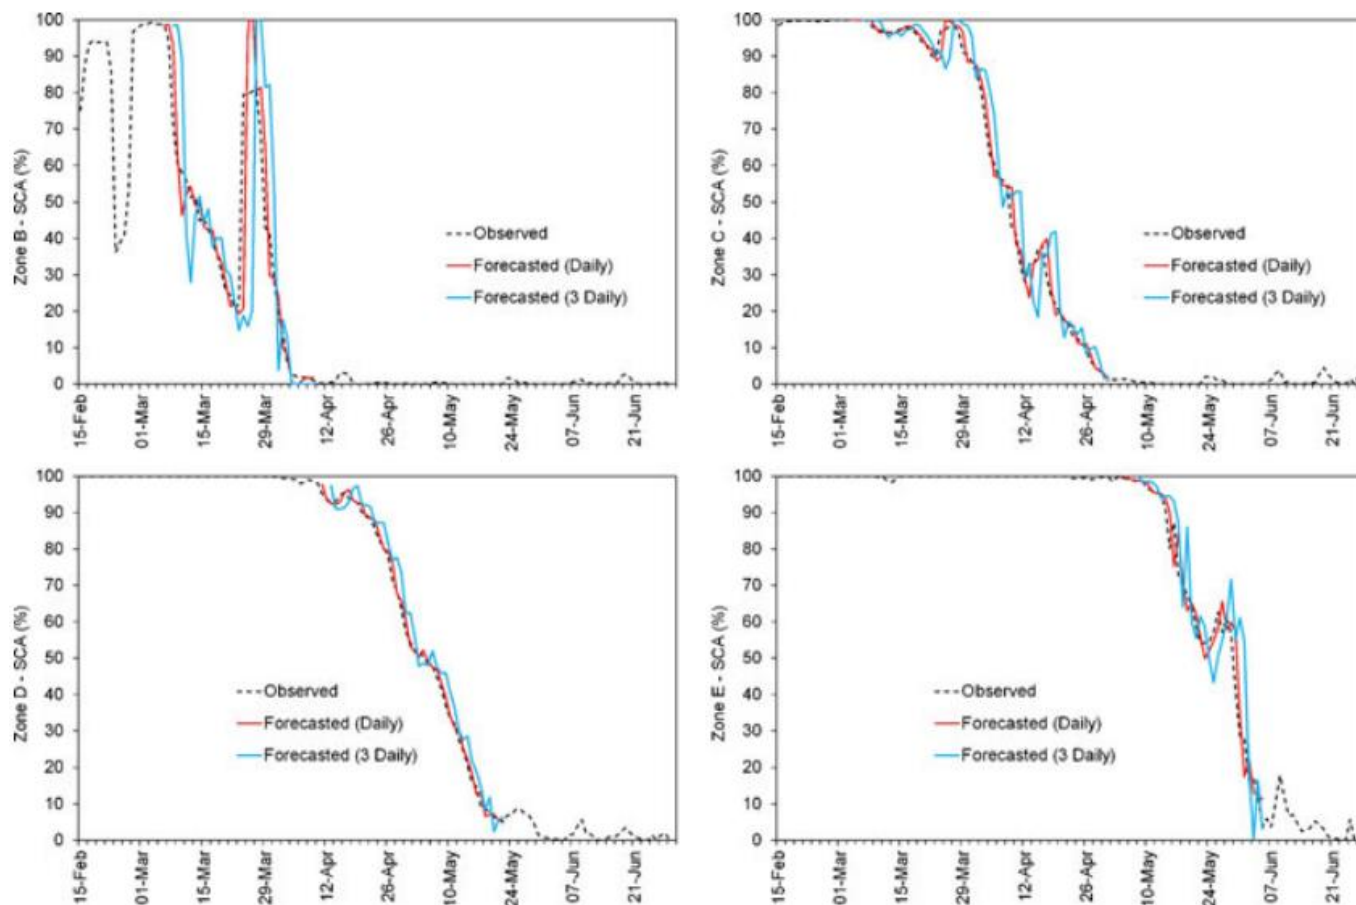 100
90
80
70
60
50
40
30
20
10
0
Zone B - SCA (%)
Observed
Forecasted (Daily)
Forecasted (3 Daily)
15-Feb
01-Mar
15-Mar
29-Mar
12-Apr
26-Apr
10-May
24-May
07-Jun
21-Jun
100
90
80
70
60
50
40
30
20
10
0
Zone C - SCA (%)
Observed
Forecasted (Daily)
Forecasted (3 Daily)
15-Feb
01-Mar
15-Mar
29-Mar
12-Apr
26-Apr
10-May
24-May
07-Jun
21-Jun
100
90
80
70
60
50
40
30
20
10
0
Zone D - SCA (%)
Observed
Forecasted (Daily)
Forecasted (3 Daily)
15-Feb
01-Mar
15-Mar
29-Mar
12-Apr
26-Apr
10-May
24-May
07-Jun
21-Jun
100
90
80
70
60
50
40
30
20
10
0
Zone E - SCA (%)
Observed
Forecasted (Daily)
Forecasted (3 Daily)
15-Feb
01-Mar
15-Mar
29-Mar
12-Apr
26-Apr
10-May
24-May
07-Jun
21-Jun